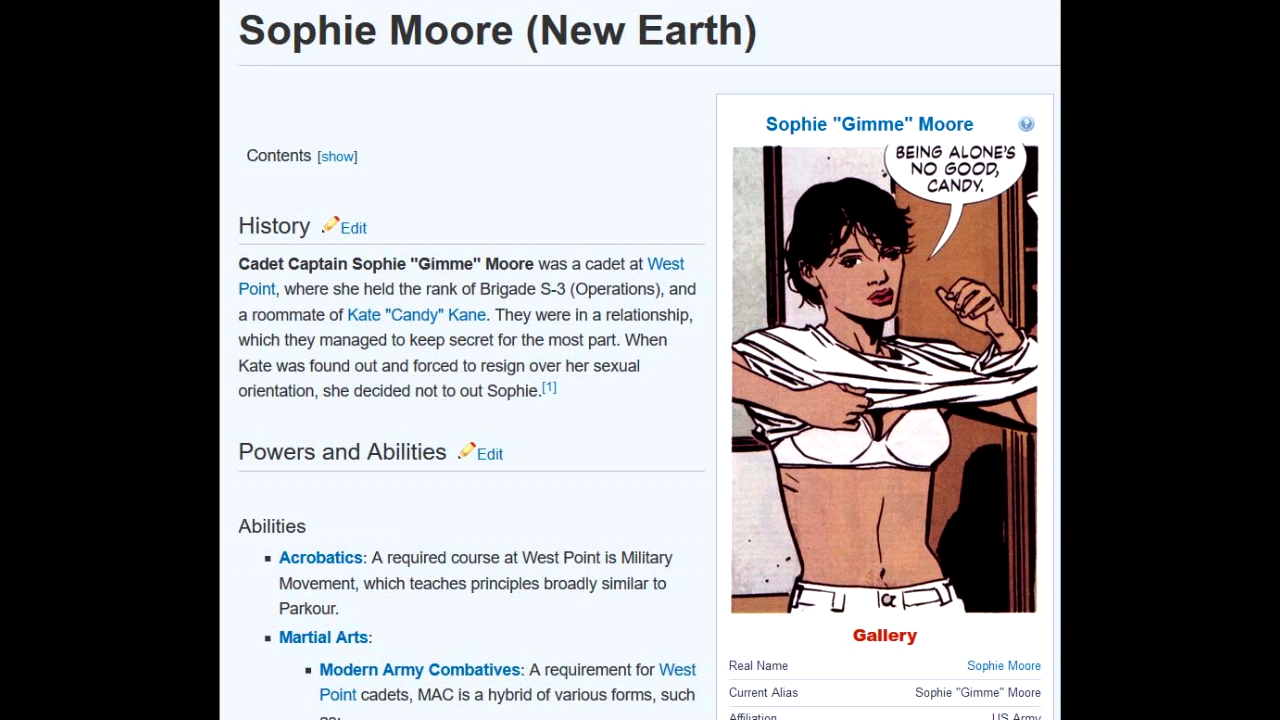 Sophie Moore (New Earth)
Contents [show]
History Edit
Cadet Captain Sophie "Gimme" Moore was a cadet at West
Point, where she held the rank of Brigade S-3 (Operations), and
a roommate of Kate "Candy" Kane. They were in a relationship,
which they managed to keep secret for the most part. When
Kate was found out and forced to resign over her sexual
orientation, she decided not to out Sophie.[1]
Powers and Abilities Edit
Abilities
Acrobatics: A required course at West Point is Military
Movement, which teaches principles broadly similar to
Parkour.
Martial Arts:
Modern Army Combatives: A requirement for West
Point cadets, MAC is a hybrid of various forms, such
as:
Sophie "Gimme" Moore
BEING ALONE'S
NO GOOD,
CANDY.
Gallery
Real Name Sophie Moore
Current Alias Sophie "Gimme" Moore
Affiliation US Army